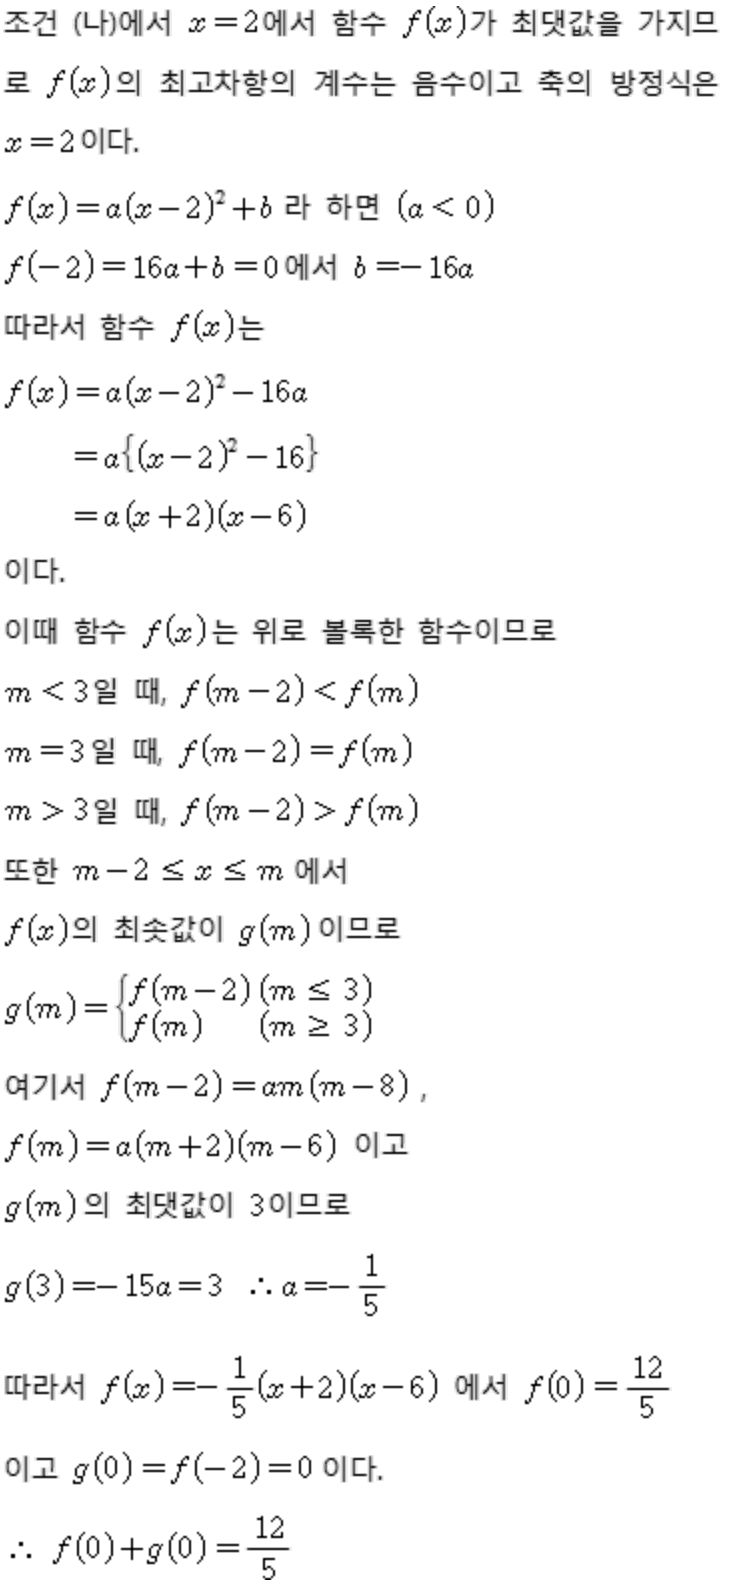 조건 (나)에서 x=2에서 함수 f(x)가 최댓값을 가지므
로 f(x)의 최고차항의 계수는 음수이고 축의 방정식은
x=2이다.
f(x)=a(x-2)²+b 라 하면 (a<0)
f(-2)=16a+b=0에서 b=-16a
따라서 함수 f(x)는
f(x)=a(x-2)²-16a
=a{(x-2)²-16}
=a(x+2)(x-6)
이다.
이때 함수 f(x)는 위로 볼록한 함수이므로
m<3일 때, f(m-2)<f(m)
m=3일 때, f(m-2)=f(m)
m>3일 때, f(m-2)>f(m)
또한 m-2≤x≤m 에서
f(x)의 최솟값이 g(m)이므로
g(m)={f(m-2) (m≤3)
f(m) (m≥3)
여기서 f(m-2)=am(m-8),
f(m)=a(m+2)(m-6) 이고
g(m)의 최댓값이 3이므로
g(3)=-15a=3 ∴a=-1/5
따라서 f(x)=-1/5(x+2)(x-6) 에서 f(0)=12/5
이고 g(0)=f(-2)=0 이다.
∴ f(0)+g(0)=12/5